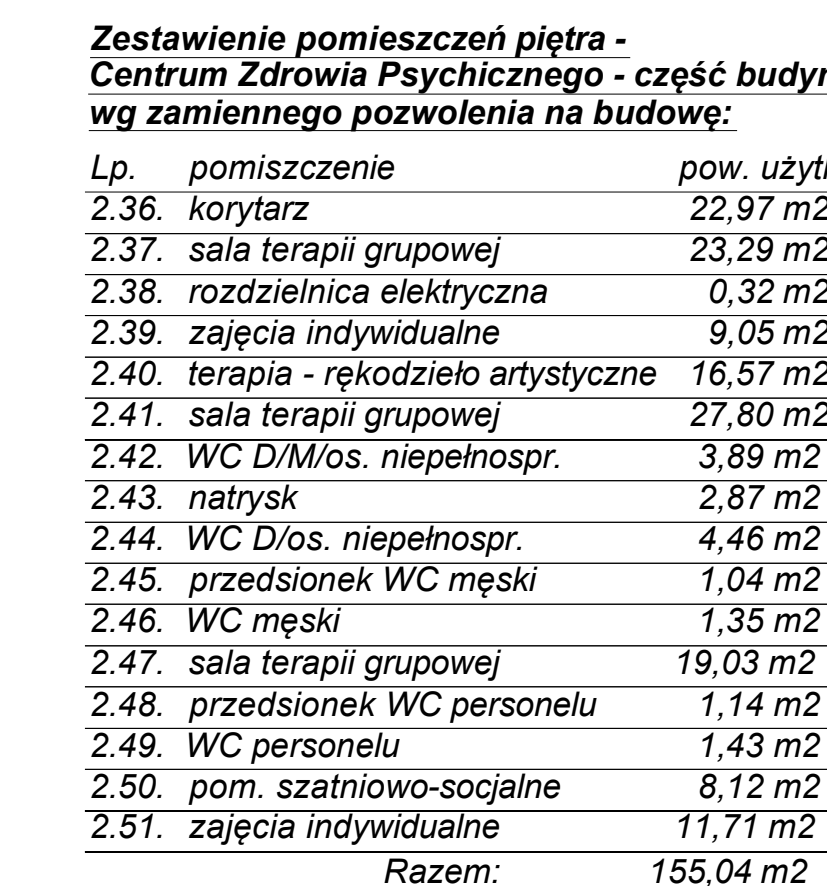 Zestawienie pomieszczeń piętra -
Centrum Zdrowia Psychicznego - część
wg zamiennego pozwolenia na budowę:
Lp. pomiszczenie pow.
2.36. korytarz 22,97 m2
2.37. sala terapii grupowej 23,29 m2
2.38. rozdzielnica elektryczna 0,32 m2
2.39. zajęcia indywidualne 9,05 m2
2.40. terapia - rękodzieło artystyczne 16,57 m2
2.41. sala terapii grupowej 27,80 m2
2.42. WC D/M/os. niepełnospr. 3,89 m2
2.43. natrysk 2,87 m2
2.44. WC D/os. niepełnospr. 4,46 m2
2.45. przedsionek WC męski 1,04 m2
2.46. WC męski 1,35 m2
2.47. sala terapii grupowej 19,03 m2
2.48. przedsionek WC personelu 1,14 m2
2.49. WC personelu 1,43 m2
2.50. pom. szatniowo-socjalne 8,12 m2
2.51. zajęcia indywidualne 11,71 m2
Razem: 155,04 m2